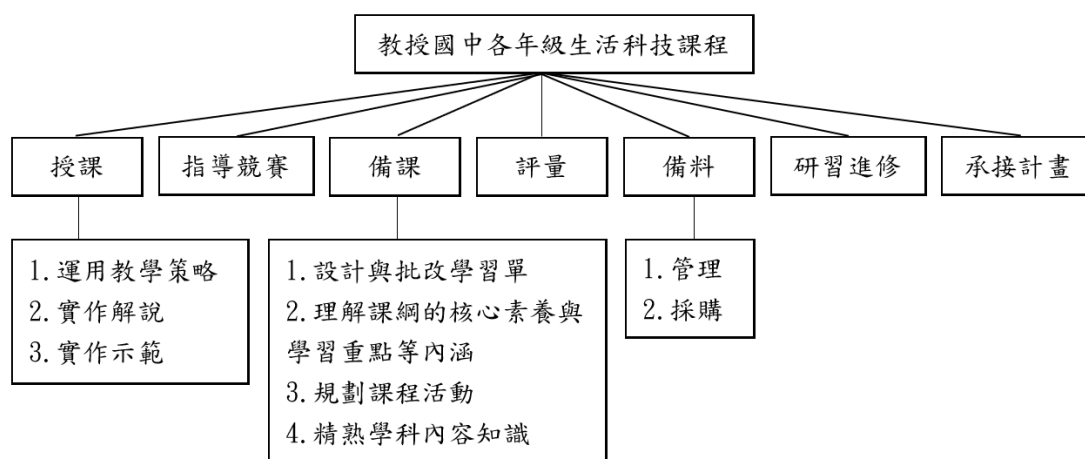 教授國中各年級生活科技課程
授課
指導競賽
備課
評量
備料
研習進修
承接計畫
1.運用教學策略
2.實作解說
3.實作示範
1.設計與批改學習單
2.理解課綱的核心素養與
學習重點等內涵
3.規劃課程活動
4.精熟學科內容知識
1.管理
2.採購